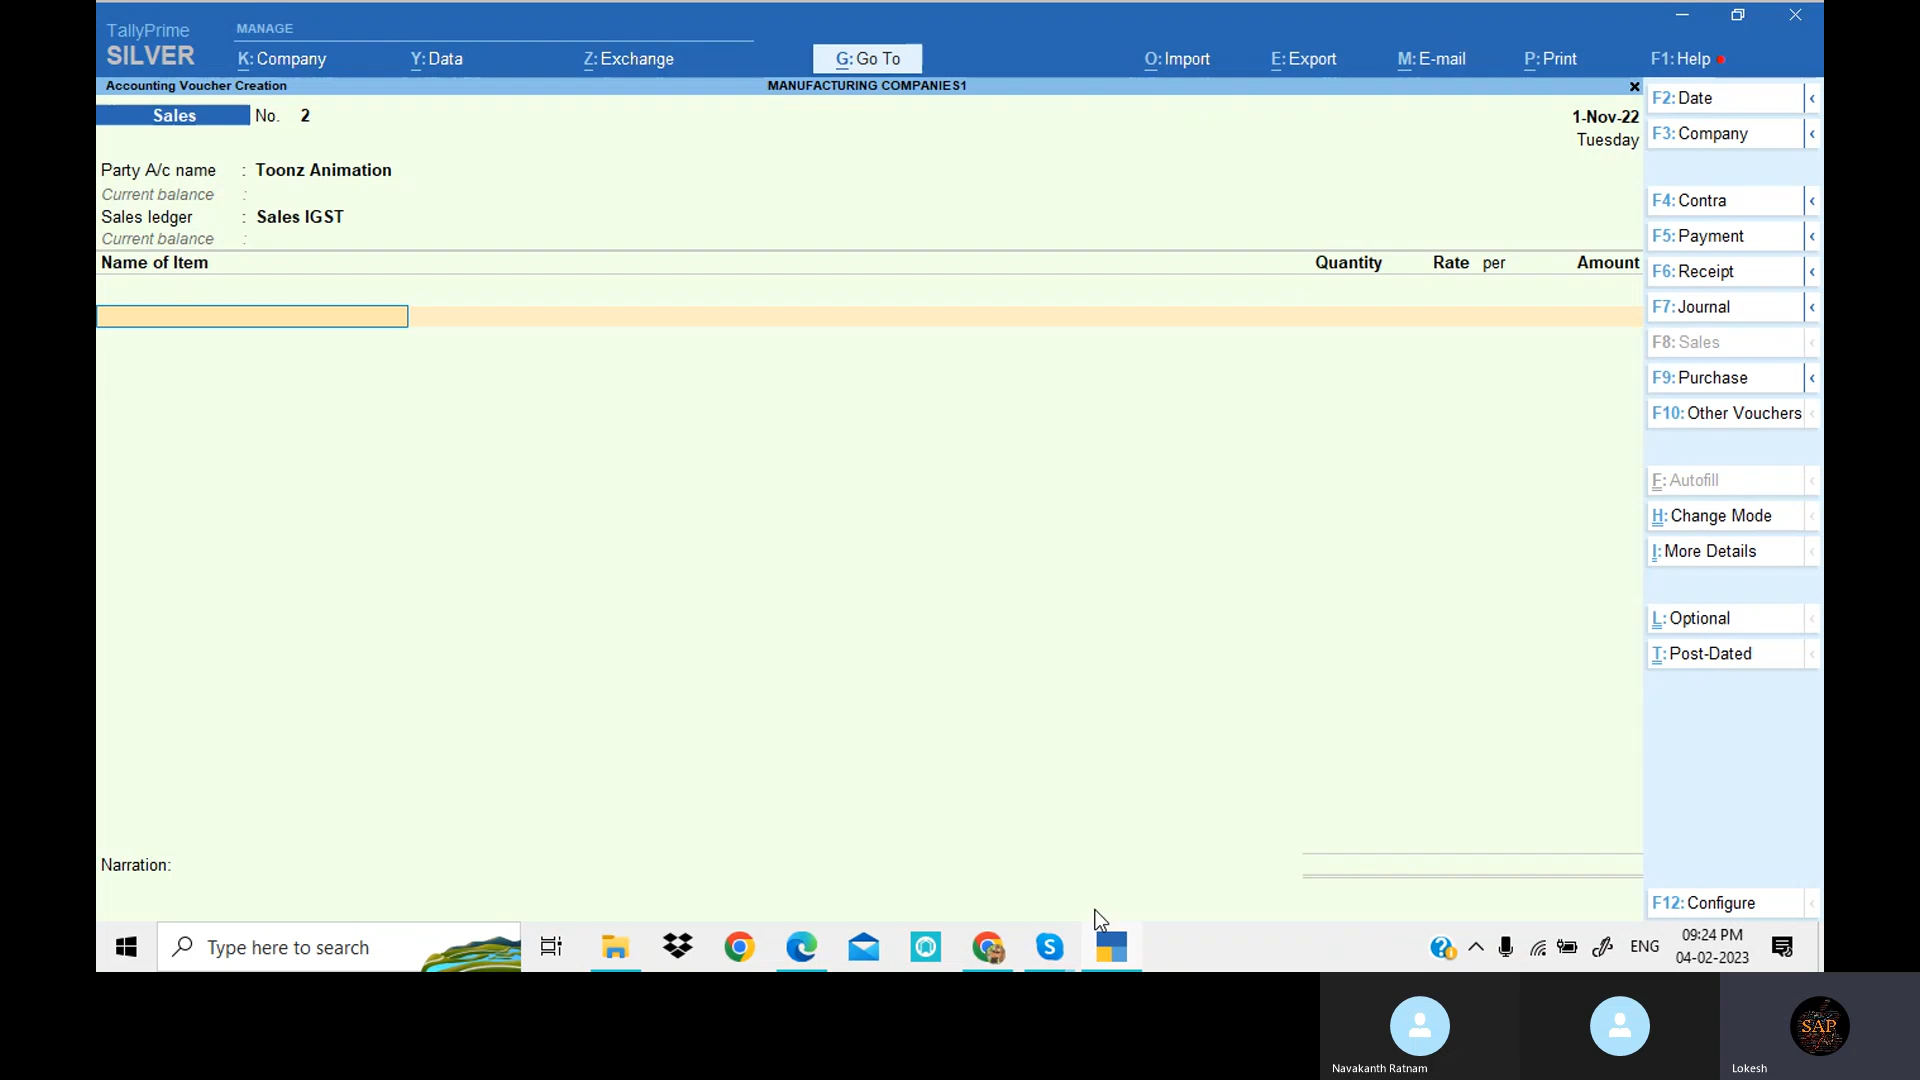 TallyPrime
SILVER
MANAGE
K: Company
Y: Data
Z: Exchange
G: Go To
O: Import
E: Export
M: E-mail
P: Print
F1: Help
Accounting Voucher Creation
MANUFACTURING COMPANIES1
Sales No. 2
1-Nov-22
Tuesday
Party A/c name : Toonz Animation
Current balance :
Sales ledger : Sales IGST
Current balance :
Name of Item Quantity Rate per Amount
Narration:
F2: Date
F3: Company
F4: Contra
F5: Payment
F6: Receipt
F7: Journal
F8: Sales
F9: Purchase
F10: Other Vouchers
F: Autofill
H: Change Mode
I: More Details
L: Optional
T: Post-Dated
F12: Configure
Type here to search
ENG
09:24 PM
04-02-2023
SAP
Navakanth Ratnam
Lokesh